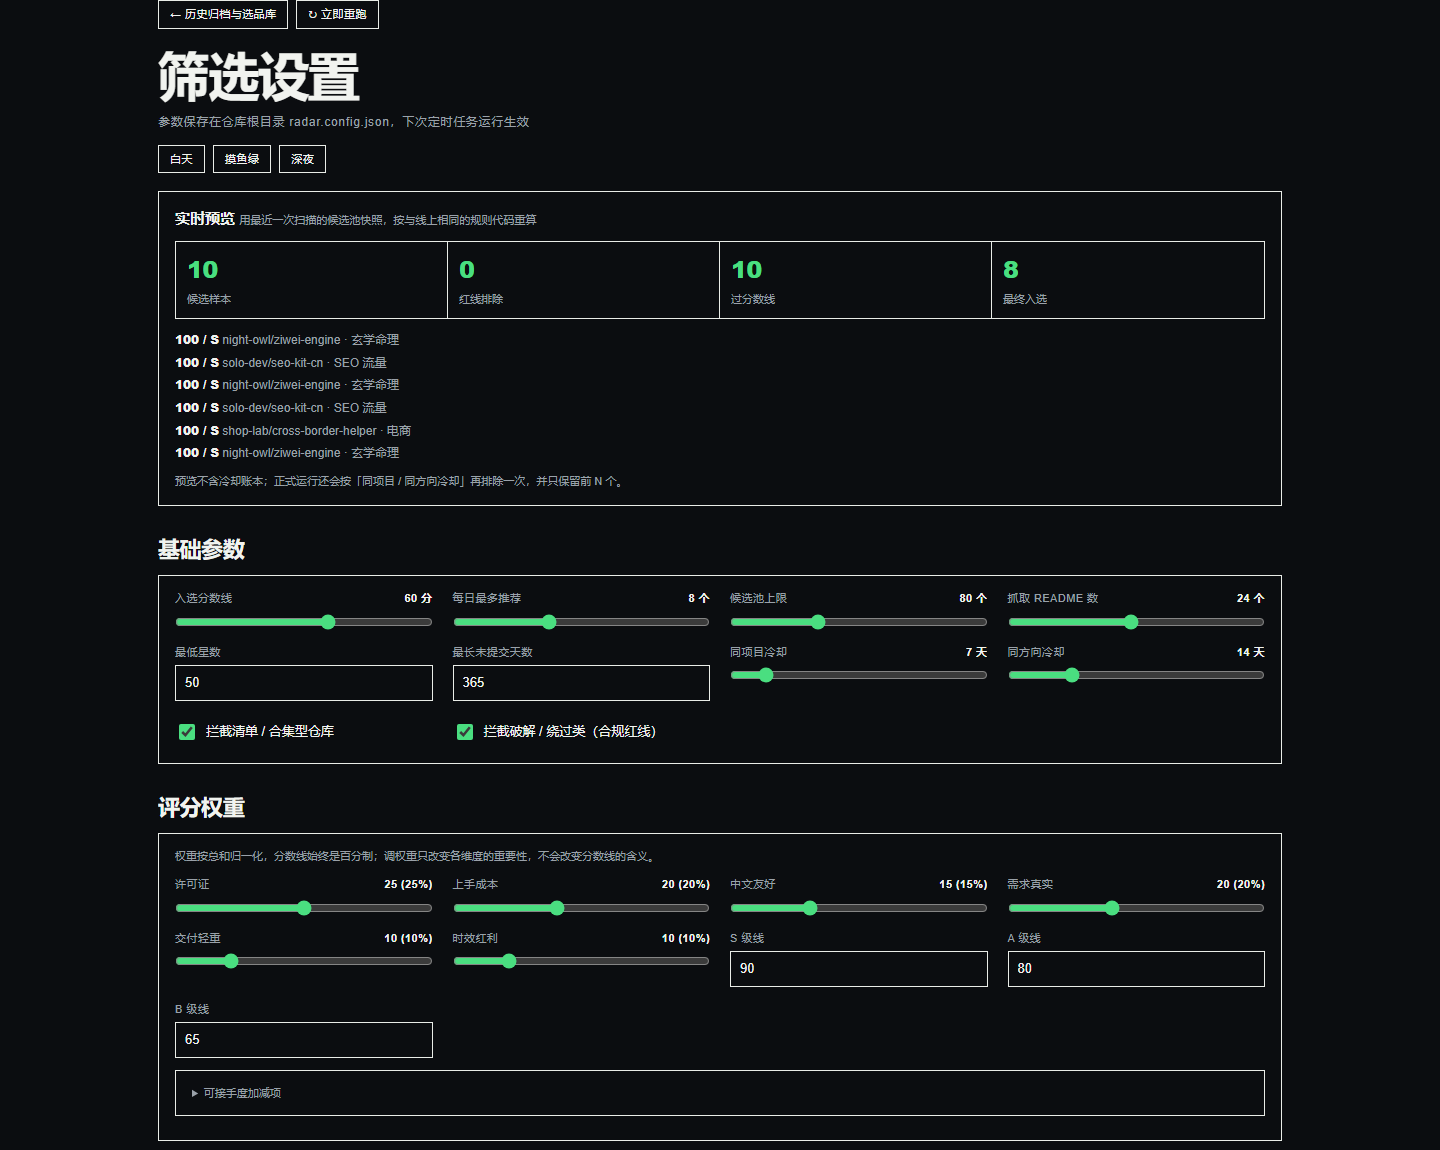 ← 历史归档与选品库 ↻ 立即重跑
筛选设置
参数保存在仓库根目录 radar.config.json，下次定时任务运行生效
白天 摸鱼绿 深夜
实时预览 用最近一次扫描的候选池快照，按与线上相同的规则代码重算
10 0 10 8
候选样本 红线排除 过分数线 最终入选
100 / S night-owl/ziwei-engine · 玄学命理
100 / S solo-dev/seo-kit-cn · SEO 流量
100 / S night-owl/ziwei-engine · 玄学命理
100 / S solo-dev/seo-kit-cn · SEO 流量
100 / S shop-lab/cross-border-helper · 电商
100 / S night-owl/ziwei-engine · 玄学命理
预览不含冷却账本；正式运行还会按「同项目 / 同方向冷却」再排除一次，并只保留前 N 个。
基础参数
入选分数线 60 分 每日最多推荐 8 个 候选池上限 80 个 抓取 README 数 24 个
最低星数 最长未提交天数 同项目冷却 7 天 同方向冷却 14 天
50 365
拦截清单 / 合集型仓库 拦截破解 / 绕过类（合规红线）
评分权重
权重按总和归一化，分数线始终是百分制；调权重只改变各维度的重要性，不会改变分数线的含义。
许可证 25 (25%) 上手成本 20 (20%) 中文友好 15 (15%) 需求真实 20 (20%)
交付轻重 10 (10%) 时效红利 10 (10%) S 级线 A 级线
90 80
B 级线
65
▶ 可接手度加减项